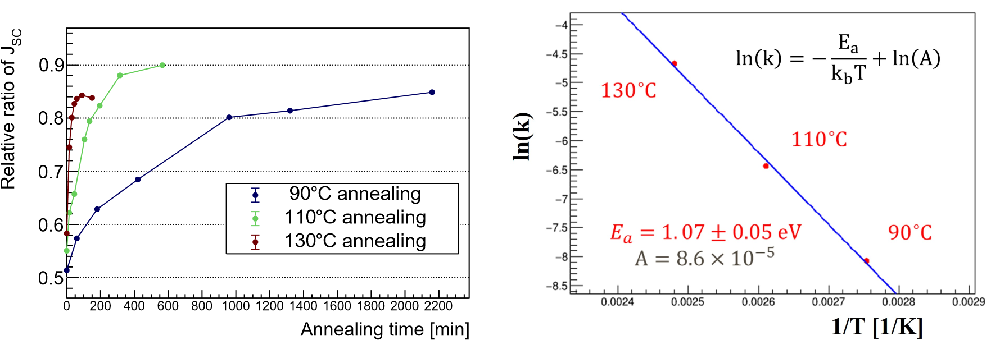 Relative ratio of J_SC
0.9
0.8
0.7
0.6
0.5
90°C annealing
110°C annealing
130°C annealing
0 200 400 600 800 1000 1200 1400 1600 1800 2000 2200
Annealing time [min]
ln(k)
−4
−4.5
−5
−5.5
−6
−6.5
−7
−7.5
−8
−8.5
ln(k) = − E_a / k_b T + ln(A)
130°C
110°C
90°C
E_a = 1.07 ± 0.05 eV
A = 8.6 × 10^−5
0.0024 0.0025 0.0026 0.0027 0.0028 0.0029
1/T [1/K]